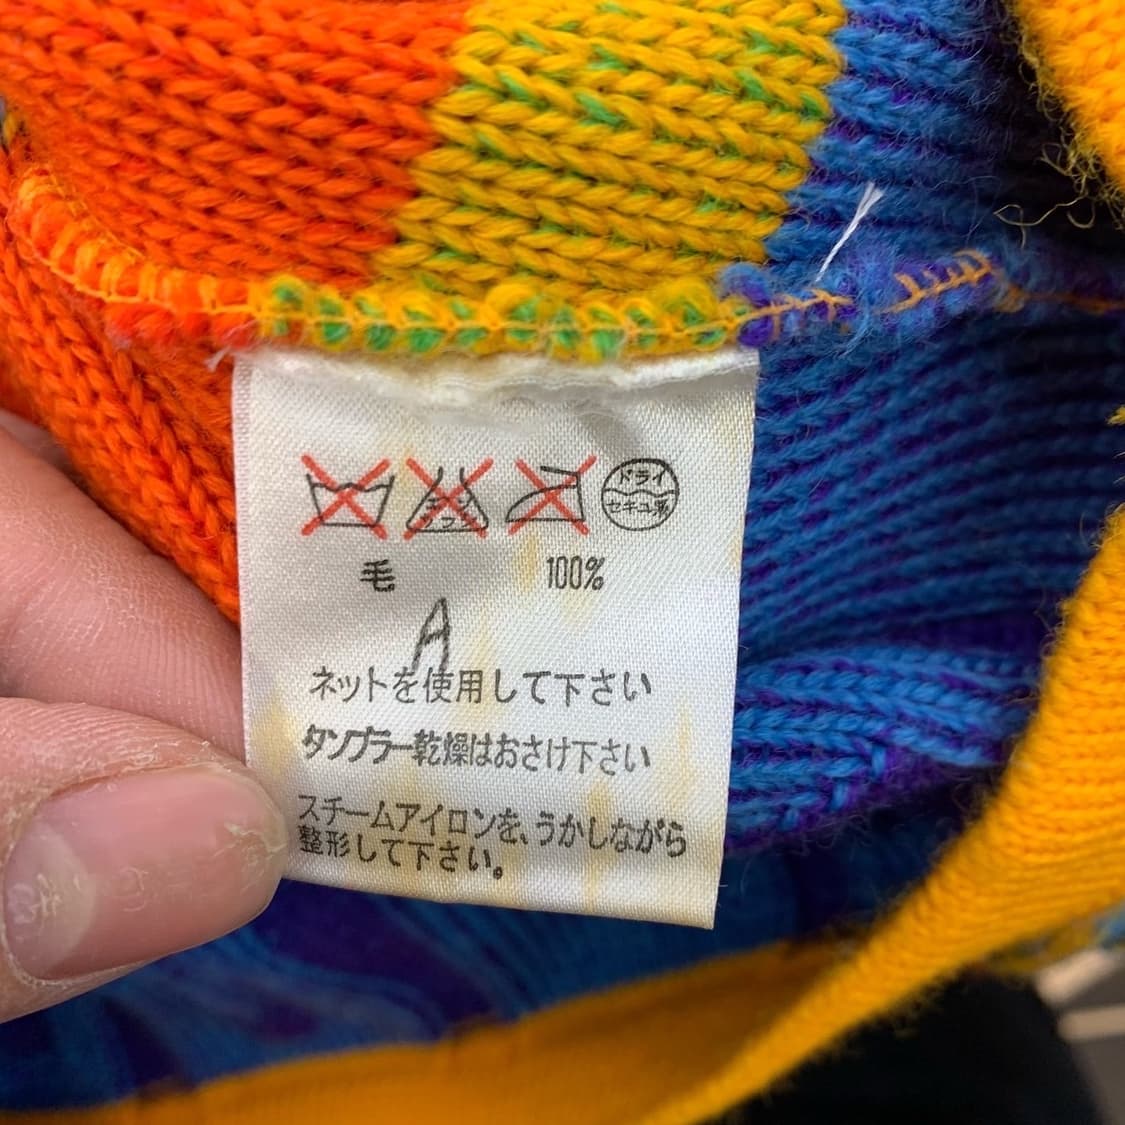 ドライ
セキユ系
毛 100%
A
ネットを使用して下さい
タンブラー乾燥はおさけ下さい
スチームアイロンを、うかしながら
整形して下さい。